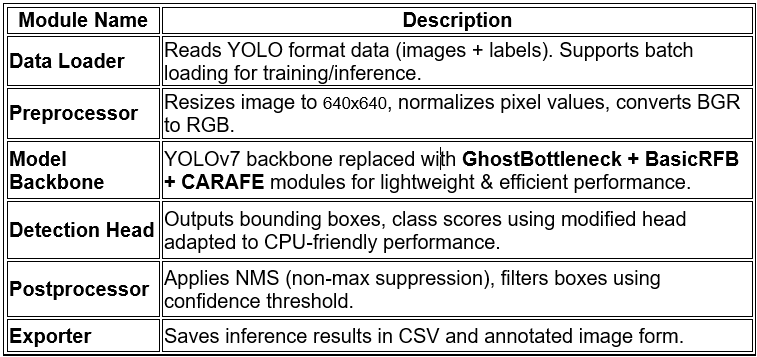 Module Name Description
Data Loader Reads YOLO format data (images + labels). Supports batch
loading for training/inference.
Preprocessor Resizes image to 640x640, normalizes pixel values, converts BGR
to RGB.
Model Backbone YOLOv7 backbone replaced with GhostBottleneck + BasicRFB
+ CARAFE modules for lightweight & efficient performance.
Detection Head Outputs bounding boxes, class scores using modified head
adapted to CPU-friendly performance.
Postprocessor Applies NMS (non-max suppression), filters boxes using
confidence threshold.
Exporter Saves inference results in CSV and annotated image form.